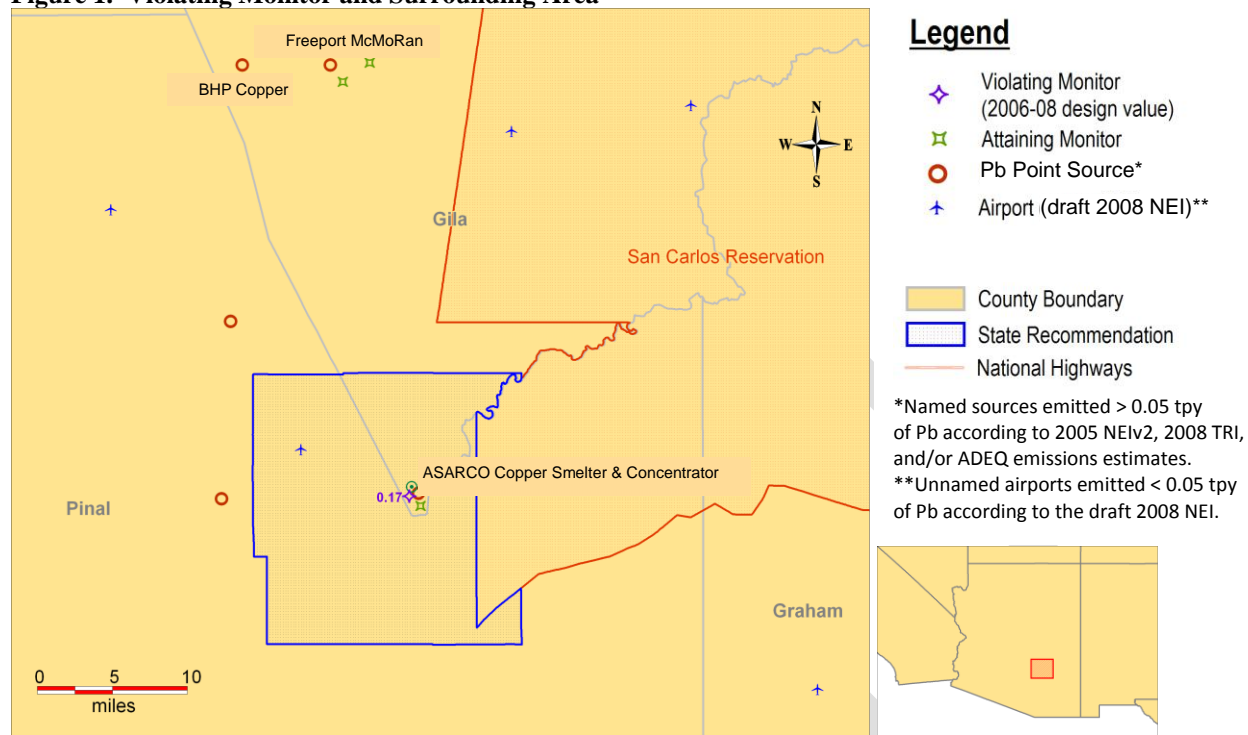 Figure 1. Violating Monitor and Surrounding Area
Freeport McMoRan
BHP Copper
N
W
E
S
Gila
San Carlos Reservation
ASARCO Copper Smelter & Concentrator
0.17
Pinal
Graham
0 5 10
miles
Legend
Violating Monitor
(2006-08 design value)
Attaining Monitor
Pb Point Source*
Airport (draft 2008 NEI)**
County Boundary
State Recommendation
National Highways
*Named sources emitted > 0.05 tpy
of Pb according to 2005 NEIv2, 2008 TRI,
and/or ADEQ emissions estimates.
**Unnamed airports emitted < 0.05 tpy
of Pb according to the draft 2008 NEI.